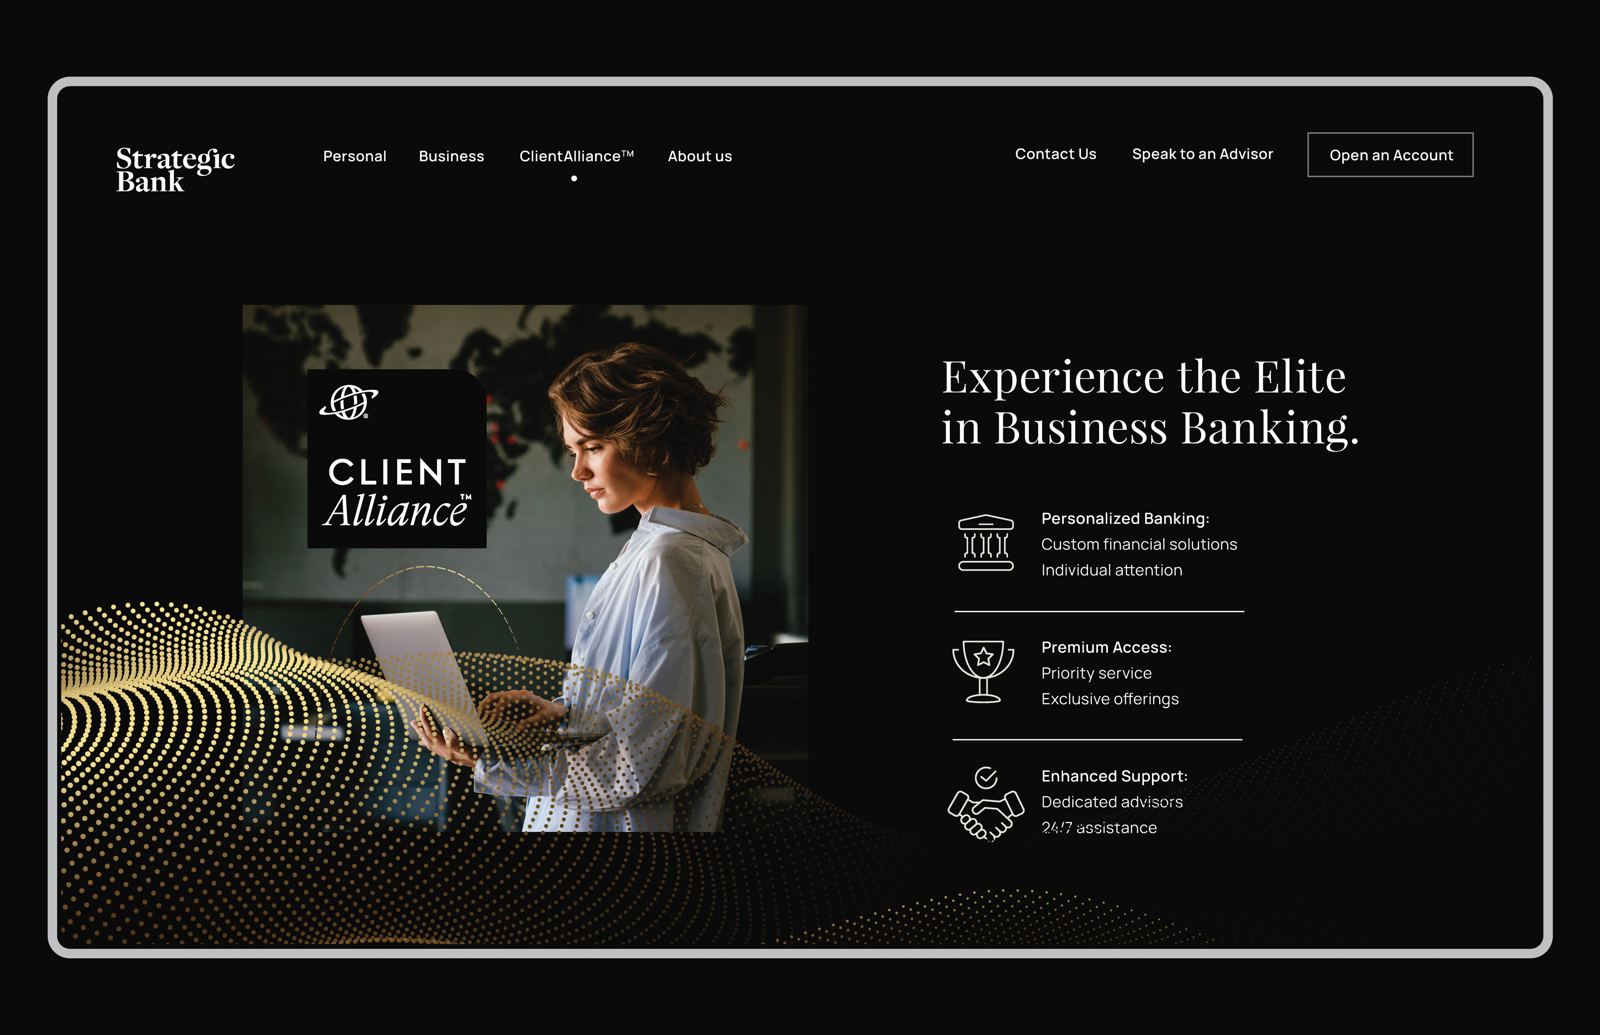 Strategic
Bank
Personal
Business
ClientAlliance™
About us
Contact Us
Speak to an Advisor
Open an Account
CLIENT
Alliance™
Experience the Elite
in Business Banking.
Personalized Banking:
Custom financial solutions
Individual attention
Premium Access:
Priority service
Exclusive offerings
Enhanced Support:
Dedicated advisors
24/7 assistance